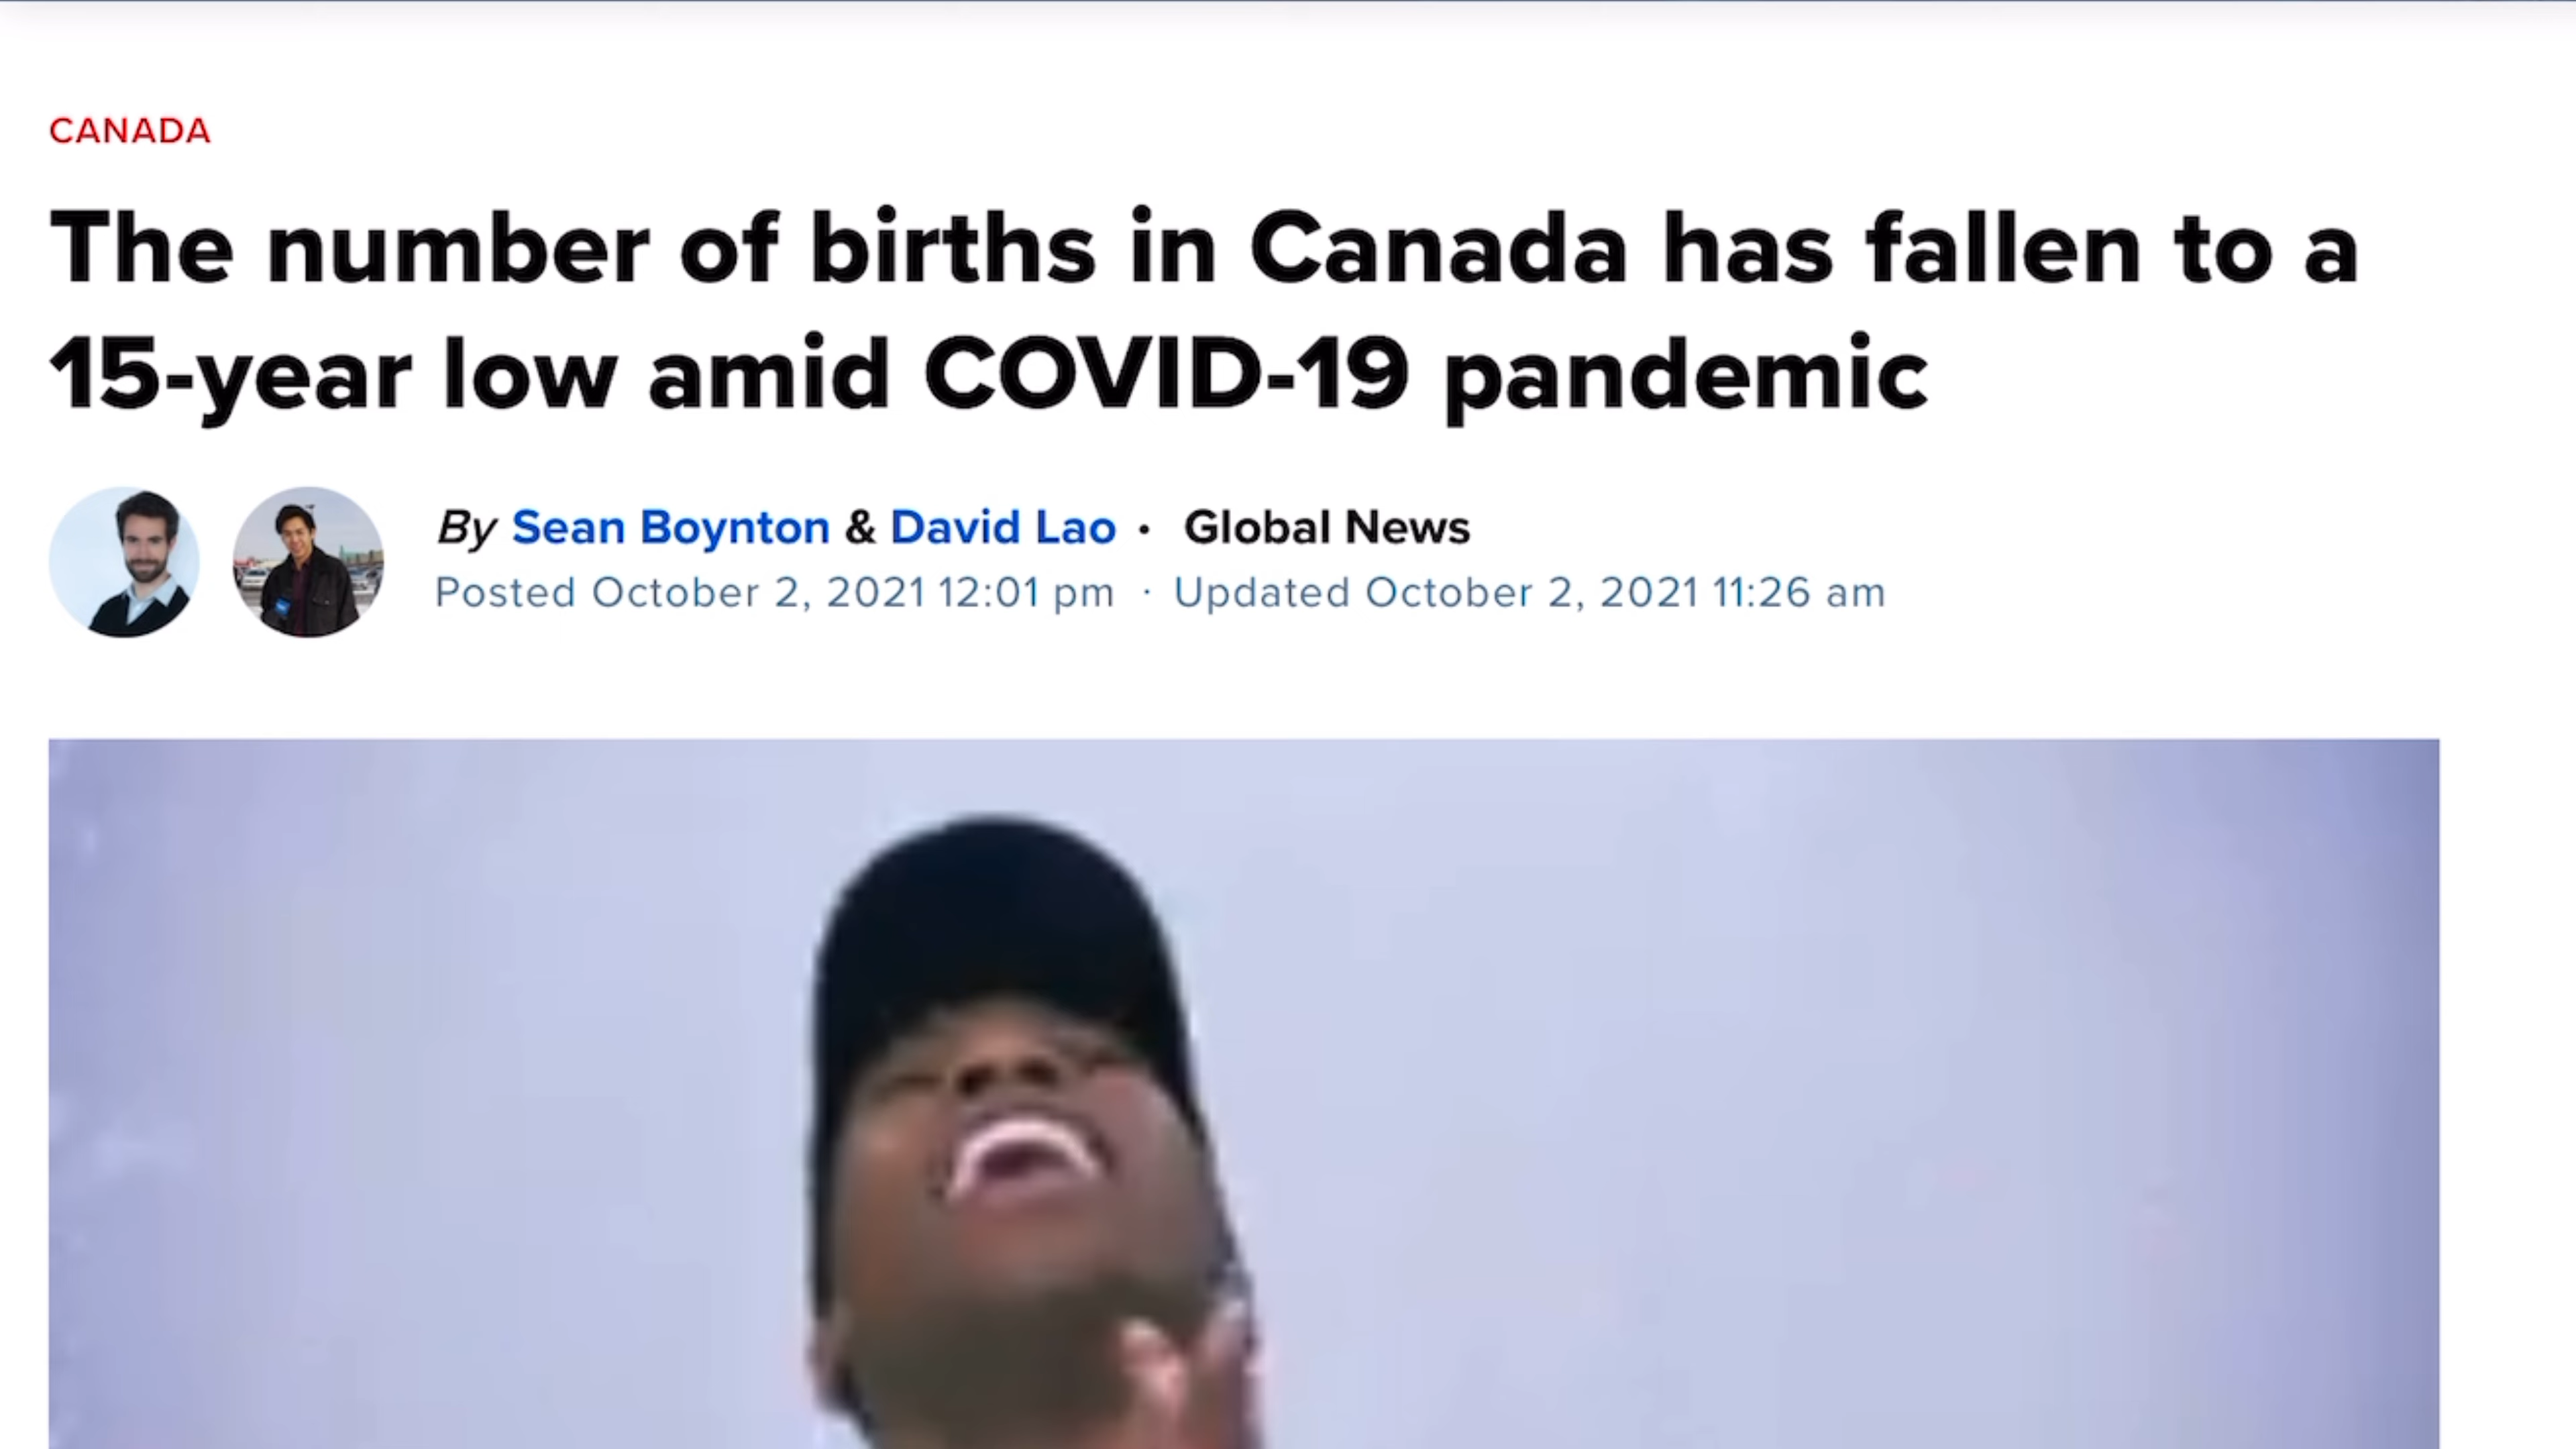 CANADA
The number of births in Canada has fallen to a
15-year low amid COVID-19 pandemic
By Sean Boynton & David Lao • Global News
Posted October 2, 2021 12:01 pm · Updated October 2, 2021 11:26 am